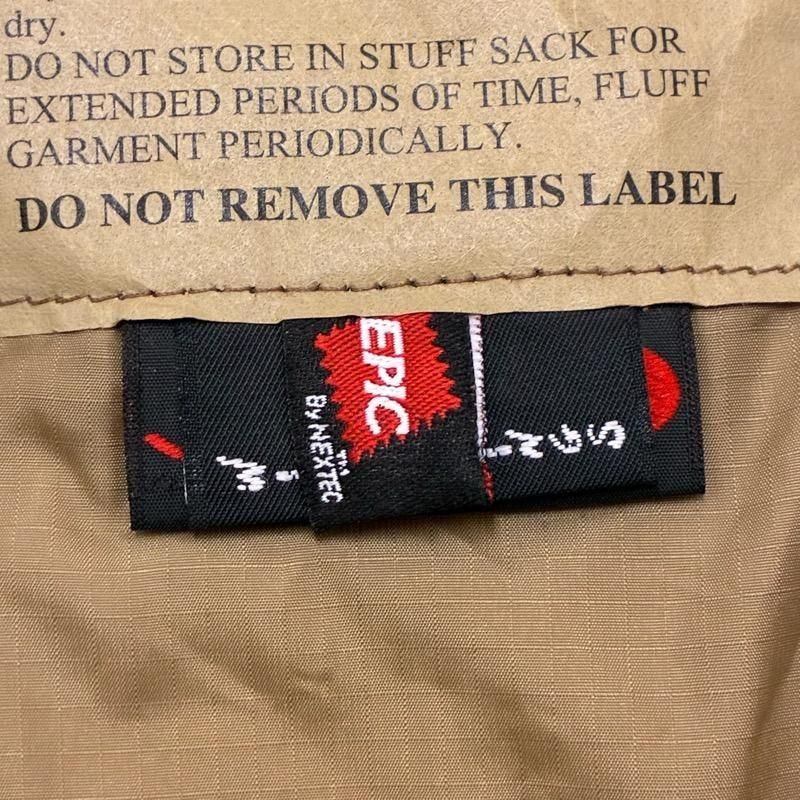 dry.
DO NOT STORE IN STUFF SACK FOR
EXTENDED PERIODS OF TIME, FLUFF
GARMENT PERIODICALLY.
DO NOT REMOVE THIS LABEL
EPIC
By NEXTEC
TM